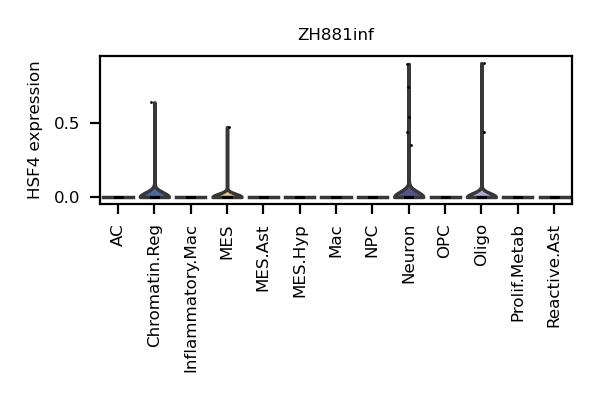 ZH881inf
HSF4 expression
0.5
0.0
AC
Chromatin.Reg
Inflammatory.Mac
MES
MES.Ast
MES.Hyp
Mac
NPC
Neuron
OPC
Oligo
Prolif.Metab
Reactive.Ast